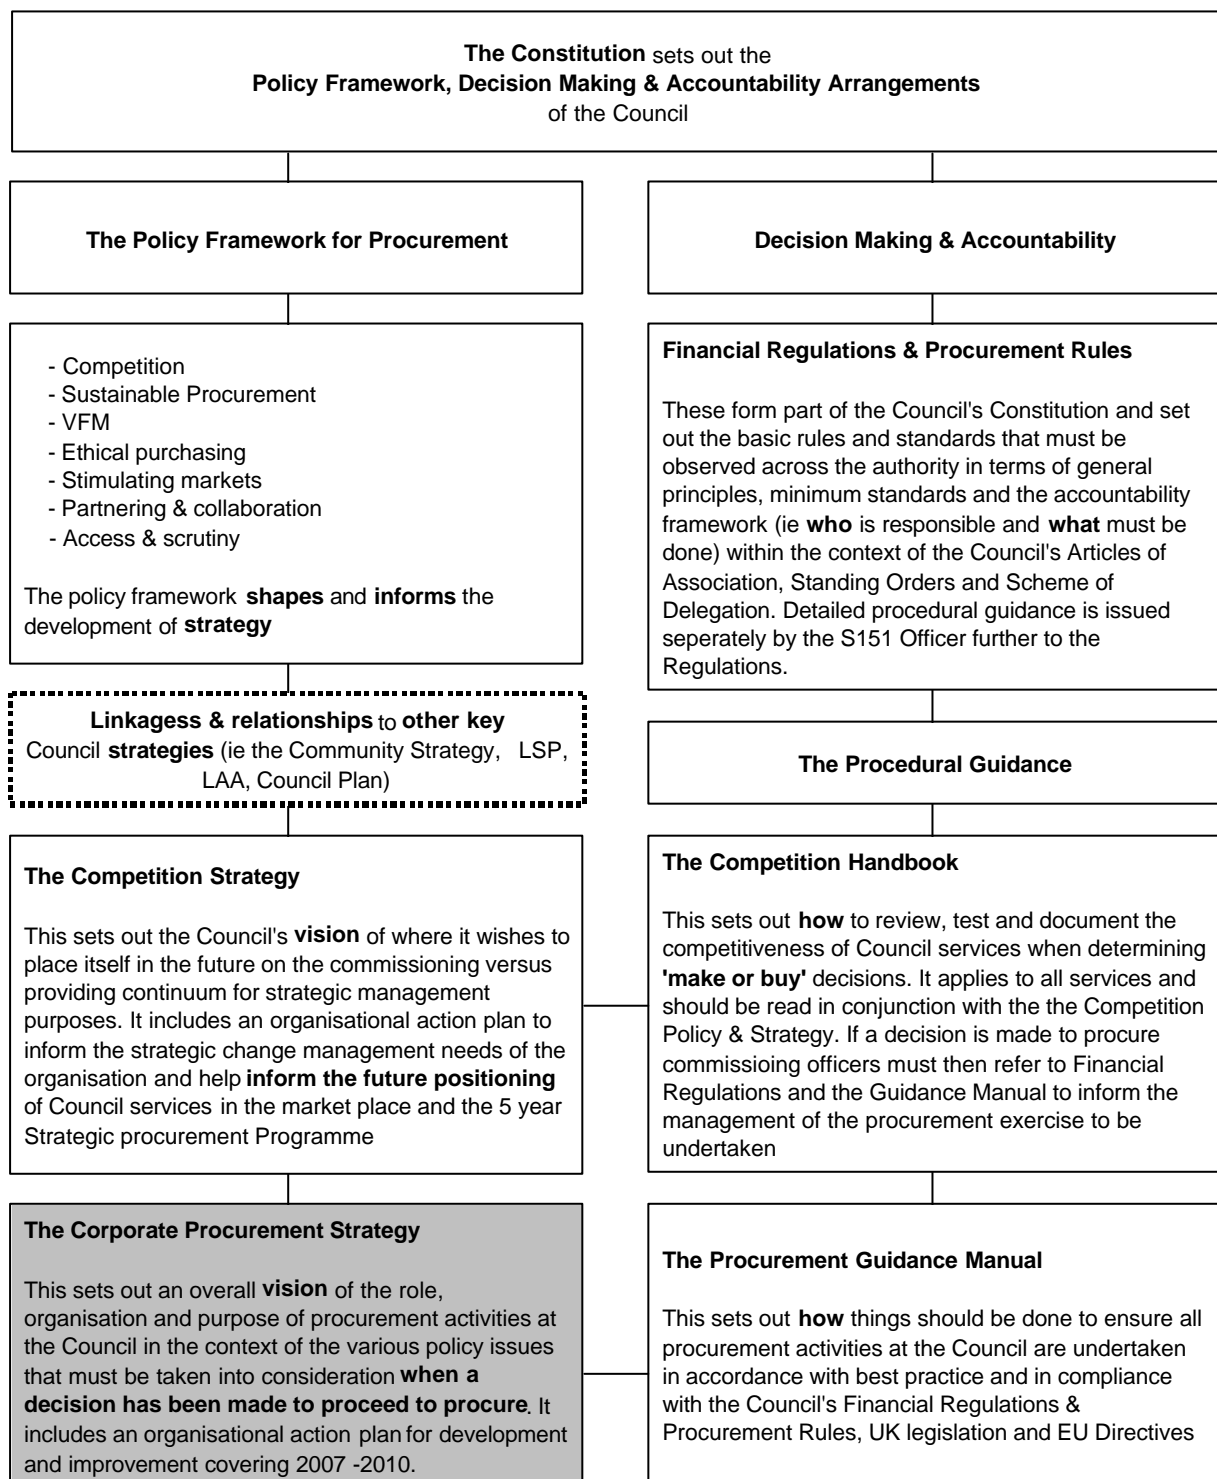 The Constitution sets out the
Policy Framework, Decision Making & Accountability Arrangements
of the Council
The Policy Framework for Procurement
Decision Making & Accountability
- Competition
- Sustainable Procurement
- VFM
- Ethical purchasing
- Stimulating markets
- Partnering & collaboration
- Access & scrutiny
The policy framework shapes and informs the
development of strategy
Financial Regulations & Procurement Rules
These form part of the Council's Constitution and set
out the basic rules and standards that must be
observed across the authority in terms of general
principles, minimum standards and the accountability
framework (ie who is responsible and what must be
done) within the context of the Council's Articles of
Association, Standing Orders and Scheme of
Delegation. Detailed procedural guidance is issued
seperately by the S151 Officer further to the
Regulations.
Linkagess & relationships to other key
Council strategies (ie the Community Strategy, LSP,
LAA, Council Plan)
The Procedural Guidance
The Competition Strategy
This sets out the Council's vision of where it wishes to
place itself in the future on the commissioning versus
providing continuum for strategic management
purposes. It includes an organisational action plan to
inform the strategic change management needs of the
organisation and help inform the future positioning
of Council services in the market place and the 5 year
Strategic procurement Programme
The Competition Handbook
This sets out how to review, test and document the
competitiveness of Council services when determining
'make or buy' decisions. It applies to all services and
should be read in conjunction with the the Competition
Policy & Strategy. If a decision is made to procure
commissioing officers must then refer to Financial
Regulations and the Guidance Manual to inform the
management of the procurement exercise to be
undertaken
The Corporate Procurement Strategy
This sets out an overall vision of the role,
organisation and purpose of procurement activities at
the Council in the context of the various policy issues
that must be taken into consideration when a
decision has been made to proceed to procure. It
includes an organisational action plan for development
and improvement covering 2007 -2010.
The Procurement Guidance Manual
This sets out how things should be done to ensure all
procurement activities at the Council are undertaken
in accordance with best practice and in compliance
with the Council's Financial Regulations &
Procurement Rules, UK legislation and EU Directives